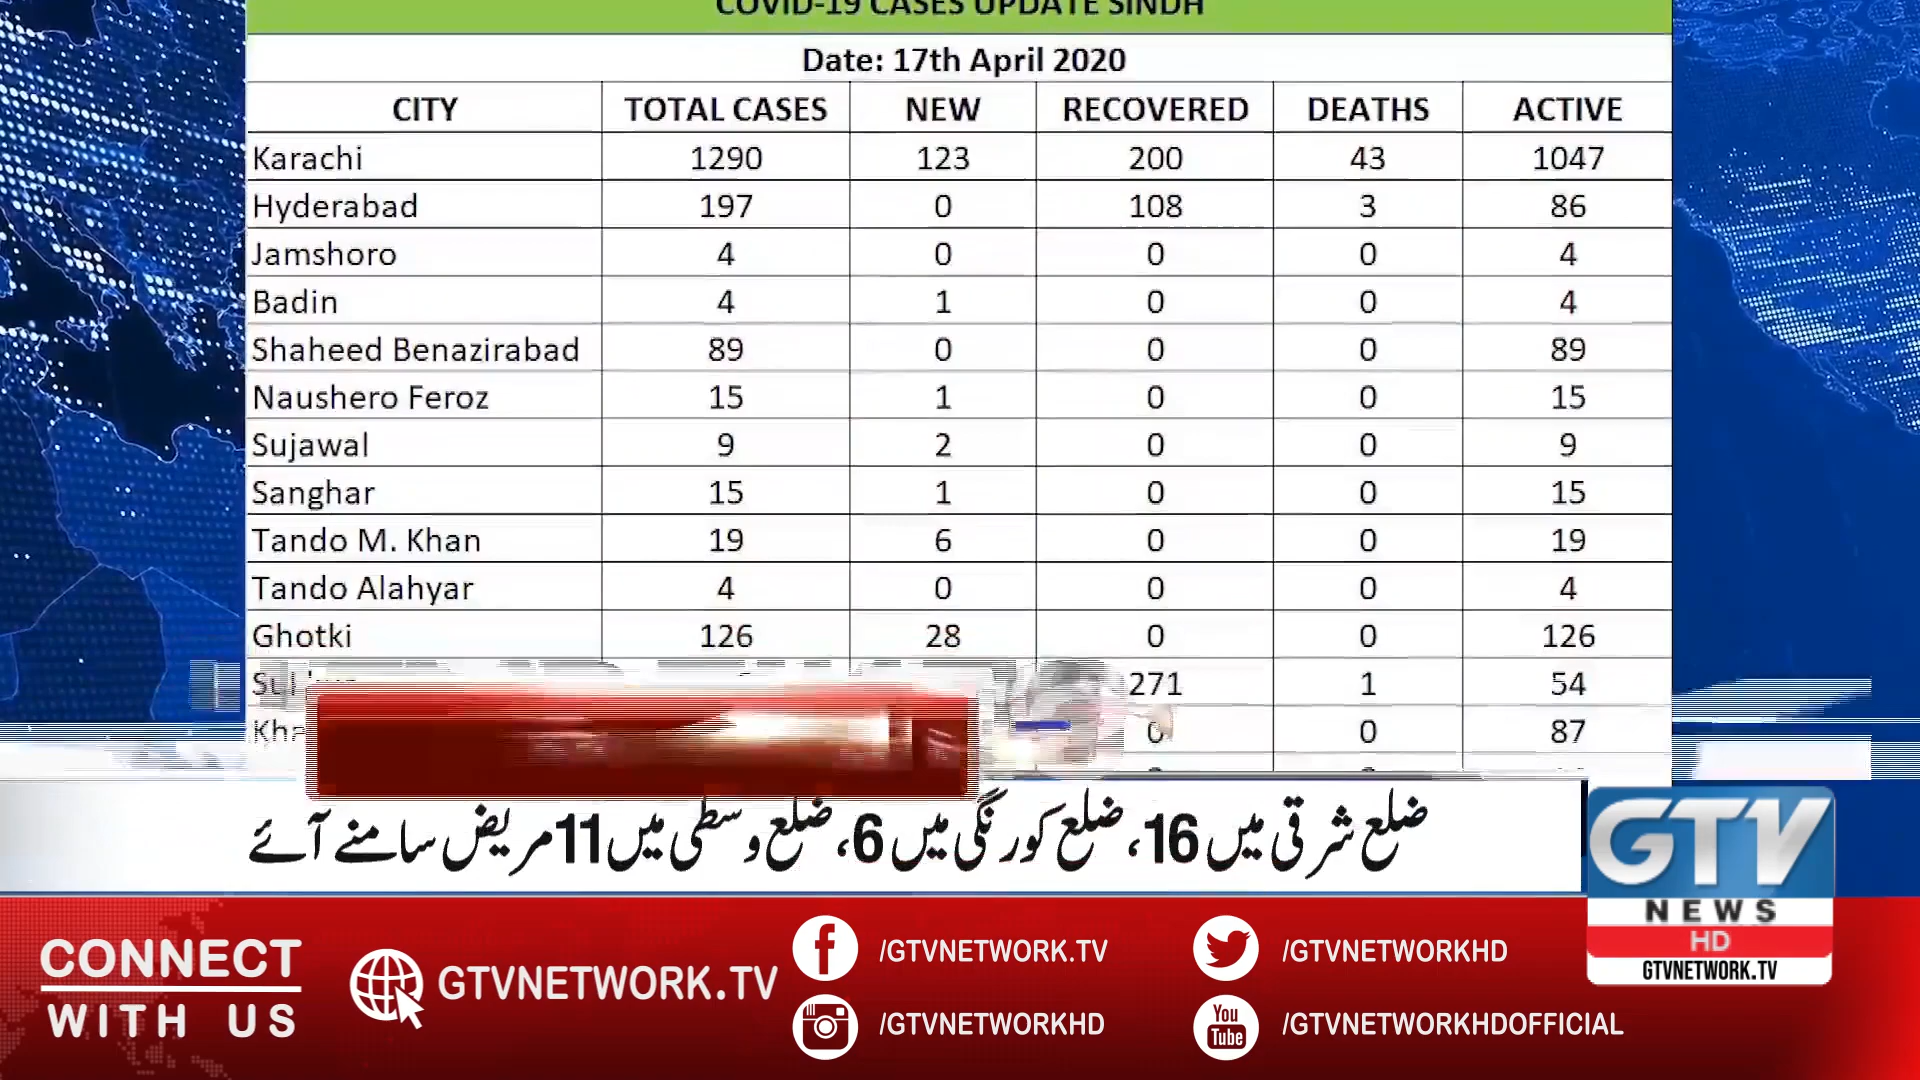 COVID-19 CASES UPDATE SINDH
Date: 17th April 2020
CITY TOTAL CASES NEW RECOVERED DEATHS ACTIVE
Karachi 1290 123 200 43 1047
Hyderabad 197 0 108 3 86
Jamshoro 4 0 0 0 4
Badin 4 1 0 0 4
Shaheed Benazirabad 89 0 0 0 89
Naushero Feroz 15 1 0 0 15
Sujawal 9 2 0 0 9
Sanghar 15 1 0 0 15
Tando M. Khan 19 6 0 0 19
Tando Alahyar 4 0 0 0 4
Ghotki 126 28 0 0 126
271 1 54
0 0 87
ضلع شرقی میں 16، ضلع کورنگی میں 6، ضلع وسطی میں 11 مریض سامنے آئے
GTV
NEWS
HD
GTVNETWORK.TV
CONNECT
WITH US
GTVNETWORK.TV
/GTVNETWORK.TV
/GTVNETWORKHD
/GTVNETWORKHD
You
Tube
/GTVNETWORKHDOFFICIAL